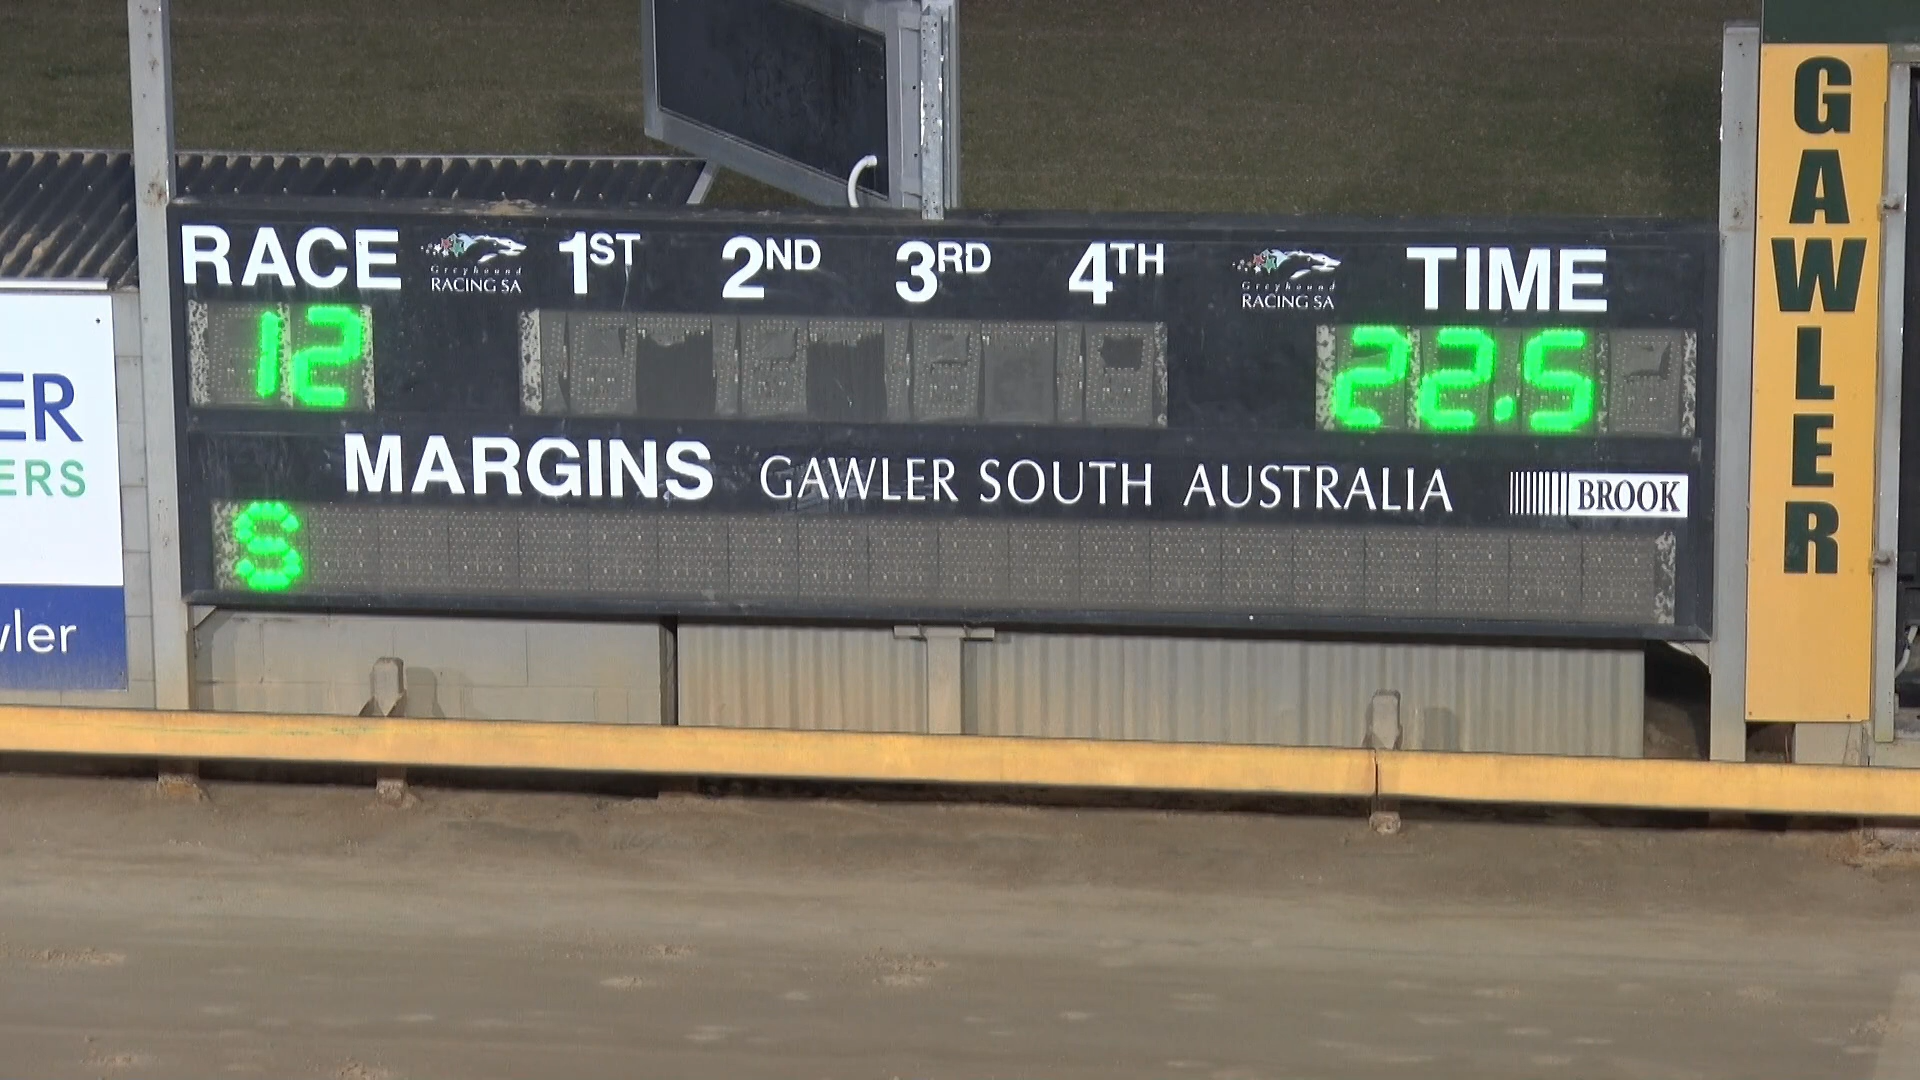 RACE 1ST 2ND 3RD 4TH TIME
Greyhound RACING SA
Greyhound RACING SA
12 22.5
MARGINS GAWLER SOUTH AUSTRALIA BROOK
S
GAWLER
ER
ERS
wler